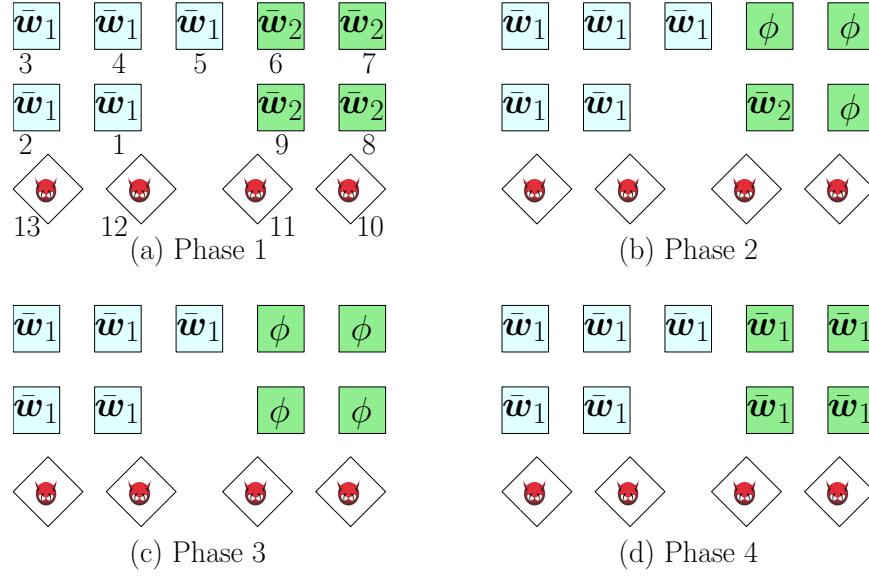 w̄₁ w̄₁ w̄₁ w̄₂ w̄₂
3 4 5 6 7
w̄₁ w̄₁ w̄₂ w̄₂
2 1 9 8
13 12 11 10
(a) Phase 1
w̄₁ w̄₁ w̄₁ ϕ ϕ
w̄₁ w̄₁ w̄₂ ϕ
(b) Phase 2
w̄₁ w̄₁ w̄₁ ϕ ϕ
w̄₁ w̄₁ ϕ ϕ
(c) Phase 3
w̄₁ w̄₁ w̄₁ w̄₁ w̄₁
w̄₁ w̄₁ w̄₁ w̄₁
(d) Phase 4